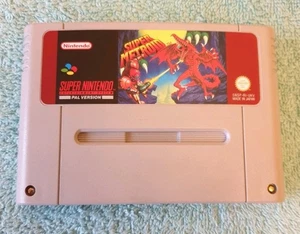 Nintendo
SUPER
METROID
SUPER NINTENDO
PAL VERSION
MADE IN JAPAN